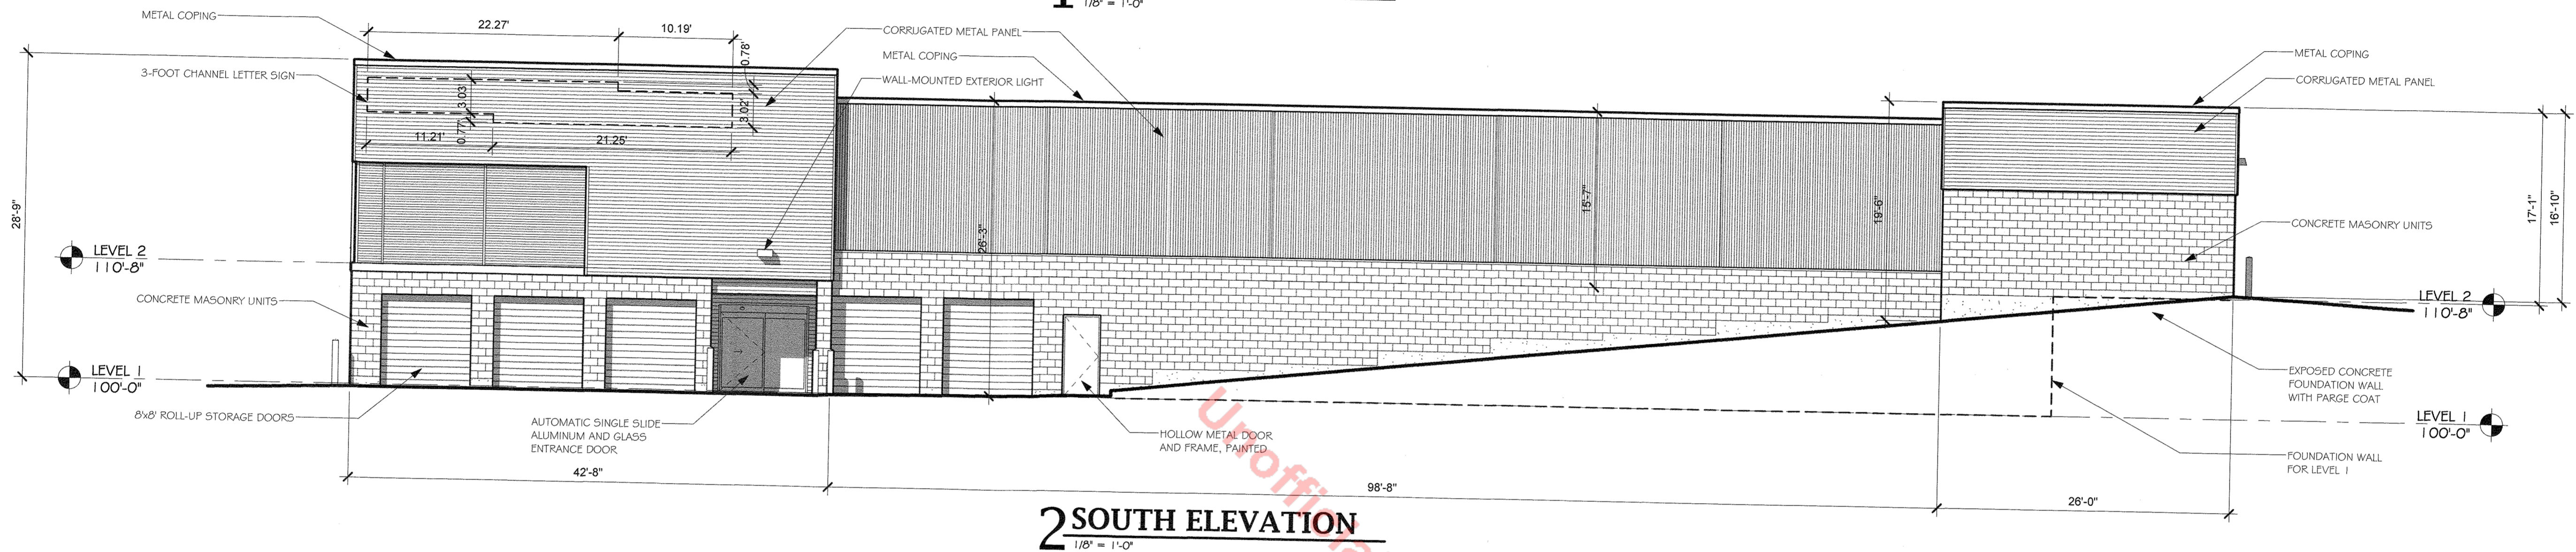 1/8" = 1'-0"
METAL COPING
22.27'
10.19'
0.78'
CORRUGATED METAL PANEL
METAL COPING
METAL COPING
3-FOOT CHANNEL LETTER SIGN
WALL-MOUNTED EXTERIOR LIGHT
CORRUGATED METAL PANEL
3.03'
3.02'
0.77'
11.21'
21.25'
28'-9"
26'-3"
15'-7"
19'-6"
17'-1"
16'-10"
CONCRETE MASONRY UNITS
LEVEL 2
110'-8"
LEVEL 2
110'-8"
CONCRETE MASONRY UNITS
LEVEL 1
100'-0"
EXPOSED CONCRETE
FOUNDATION WALL
WITH PARGE COAT
8'x8' ROLL-UP STORAGE DOORS
AUTOMATIC SINGLE SLIDE
ALUMINUM AND GLASS
ENTRANCE DOOR
HOLLOW METAL DOOR
AND FRAME, PAINTED
LEVEL 1
100'-0"
FOUNDATION WALL
FOR LEVEL 1
42'-8"
98'-8"
26'-0"
Unofficia
2 SOUTH ELEVATION
1/8" = 1'-0"